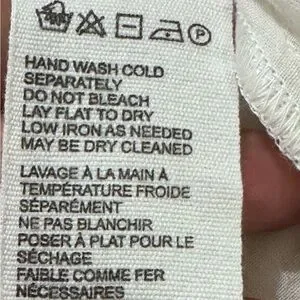 P
HAND WASH COLD
SEPARATELY
DO NOT BLEACH
LAY FLAT TO DRY
LOW IRON AS NEEDED
MAY BE DRY CLEANED
LAVAGE À LA MAIN À
TEMPÉRATURE FROIDE
SÉPARÉMENT
NE PAS BLANCHIR
POSER À PLAT POUR LE
SÉCHAGE
FAIBLE COMME FER
NÉCESSAIRES